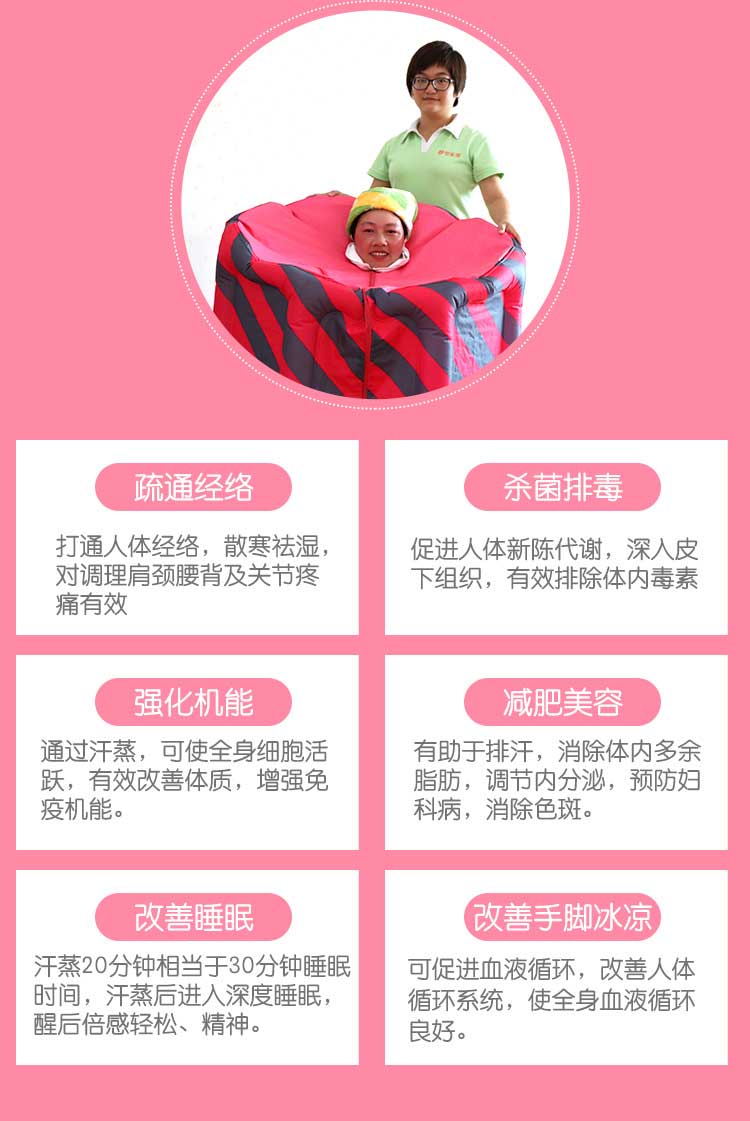 疏通经络
打通人体经络，散寒祛湿，
对调理肩颈腰背及关节疼
痛有效
杀菌排毒
促进人体新陈代谢，深入皮
下组织，有效排除体内毒素
强化机能
通过汗蒸，可使全身细胞活
跃，有效改善体质，增强免
疫机能。
减肥美容
有助于排汗，消除体内多余
脂肪，调节内分泌，预防妇
科病，消除色斑。
改善睡眠
汗蒸20分钟相当于30分钟睡眠
时间，汗蒸后进入深度睡眠，
醒后倍感轻松、精神。
改善手脚冰凉
可促进血液循环，改善人体
循环系统，使全身血液循环
良好。